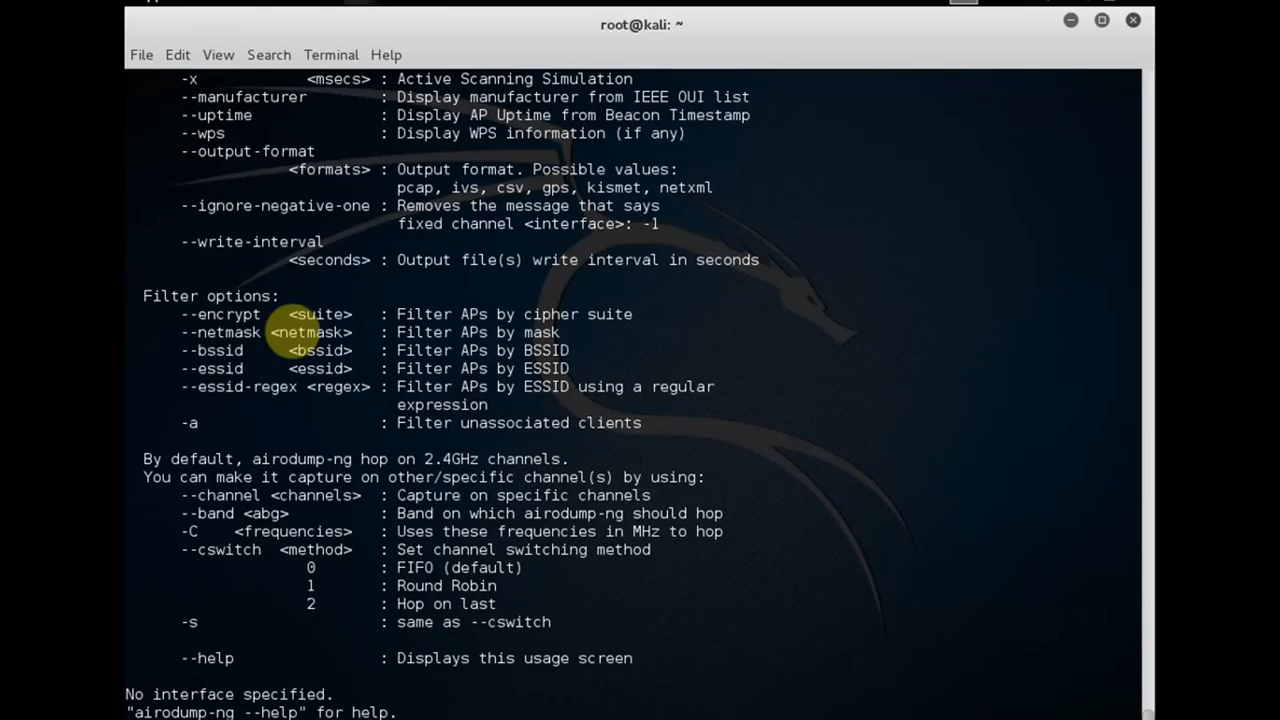 root@kali: ~
File Edit View Search Terminal Help
-x <msecs> : Active Scanning Simulation
--manufacturer : Display manufacturer from IEEE OUI list
--uptime : Display AP Uptime from Beacon Timestamp
--wps : Display WPS information (if any)
--output-format
<formats> : Output format. Possible values:
pcap, ivs, csv, gps, kismet, netxml
--ignore-negative-one : Removes the message that says
fixed channel <interface>: -1
--write-interval
<seconds> : Output file(s) write interval in seconds
Filter options:
--encrypt <suite> : Filter APs by cipher suite
--netmask <netmask> : Filter APs by mask
--bssid <bssid> : Filter APs by BSSID
--essid <essid> : Filter APs by ESSID
--essid-regex <regex> : Filter APs by ESSID using a regular
expression
-a : Filter unassociated clients
By default, airodump-ng hop on 2.4GHz channels.
You can make it capture on other/specific channel(s) by using:
--channel <channels> : Capture on specific channels
--band <abg> : Band on which airodump-ng should hop
-C <frequencies> : Uses these frequencies in MHz to hop
--cswitch <method> : Set channel switching method
0 : FIFO (default)
1 : Round Robin
2 : Hop on last
-s : same as --cswitch
--help : Displays this usage screen
No interface specified.
"airodump-ng --help" for help.